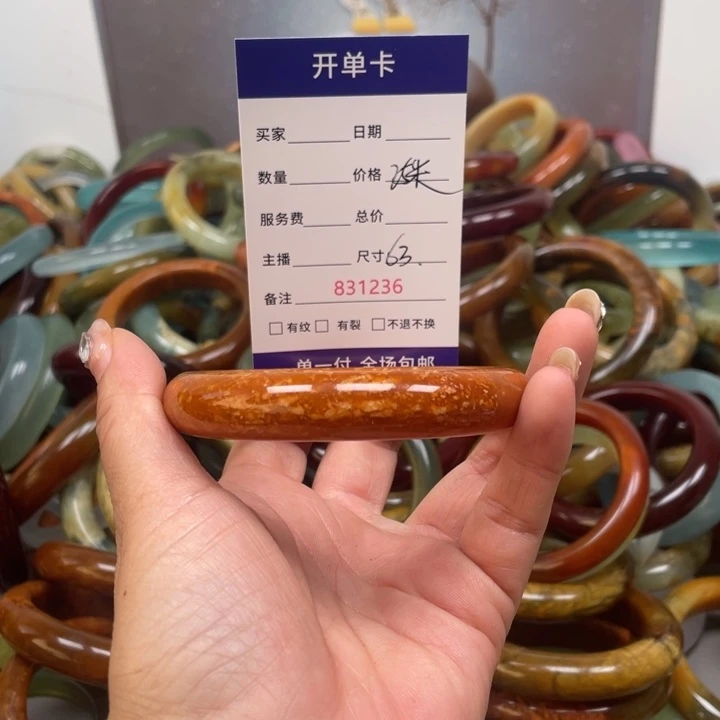 开单卡
买家 日期
数量 价格
服务费 总价
主播 尺寸 63.
备注 831236
□有纹□ 有裂 □不退不换
单一付 全场包邮